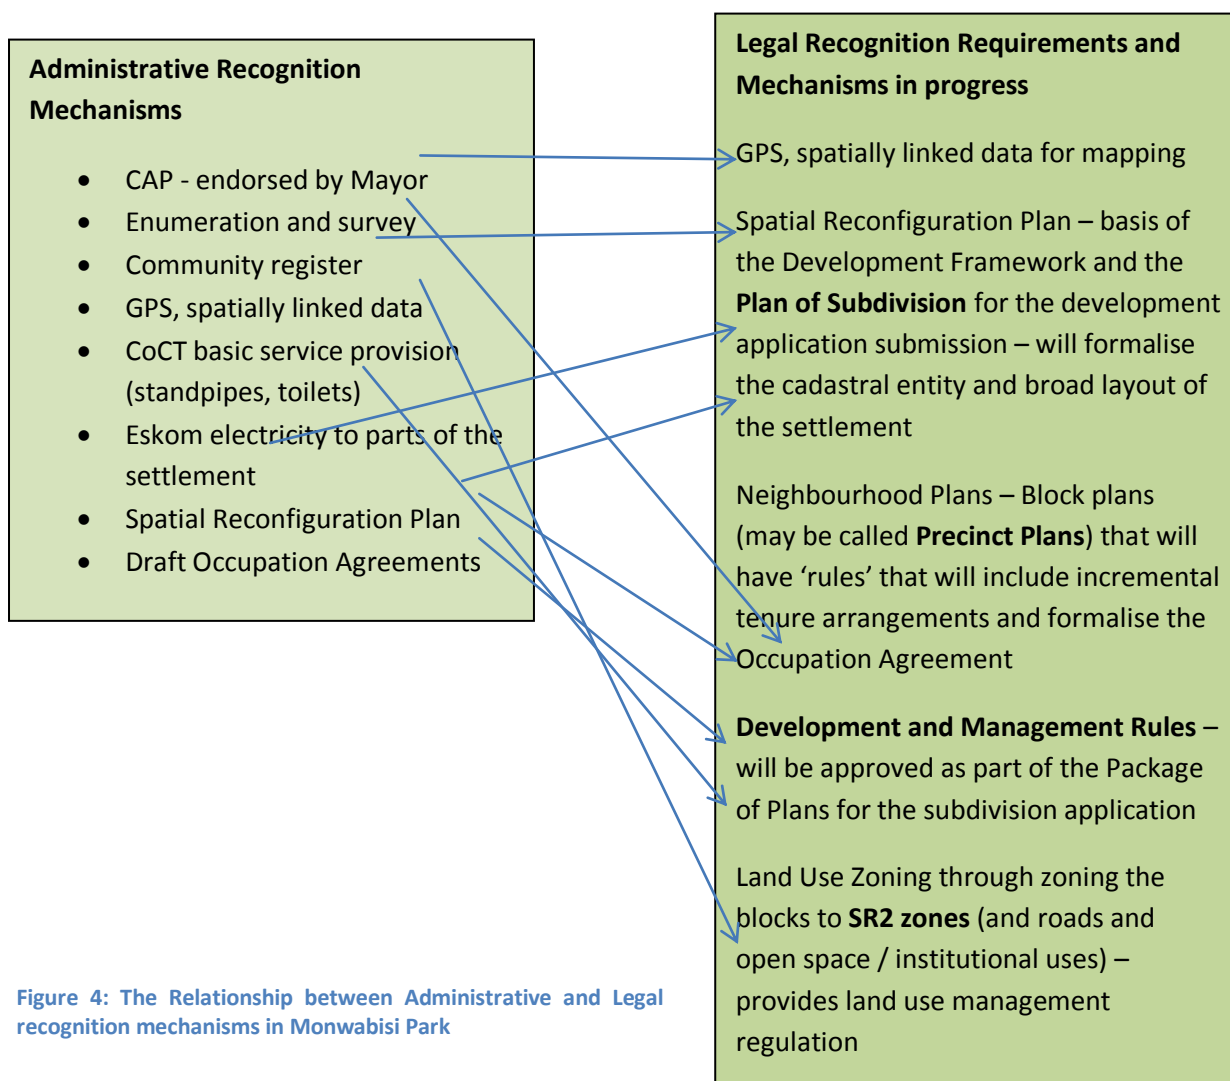 Administrative Recognition
Mechanisms
• CAP - endorsed by Mayor
• Enumeration and survey
• Community register
• GPS, spatially linked data
• CoCT basic service provision
(standpipes, toilets)
• Eskom electricity to parts of the
settlement
• Spatial Reconfiguration Plan
• Draft Occupation Agreements
Legal Recognition Requirements and
Mechanisms in progress
GPS, spatially linked data for mapping
Spatial Reconfiguration Plan – basis of
the Development Framework and the
Plan of Subdivision for the development
application submission – will formalise
the cadastral entity and broad layout of
the settlement
Neighbourhood Plans – Block plans
(may be called Precinct Plans) that will
have ‘rules’ that will include incremental
tenure arrangements and formalise the
Occupation Agreement
Development and Management Rules –
will be approved as part of the Package
of Plans for the subdivision application
Land Use Zoning through zoning the
blocks to SR2 zones (and roads and
open space / institutional uses) –
provides land use management
regulation
Figure 4: The Relationship between Administrative and Legal
recognition mechanisms in Monwabisi Park